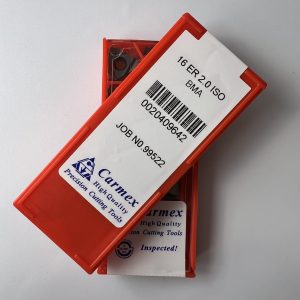 16 ER 2.0 ISO
BMA
0020409642
JOB No.99522
Carmex
High Quality
Precision Cutting Tools
Carmex
High Quality
Precision Cutting Tools
Inspected!